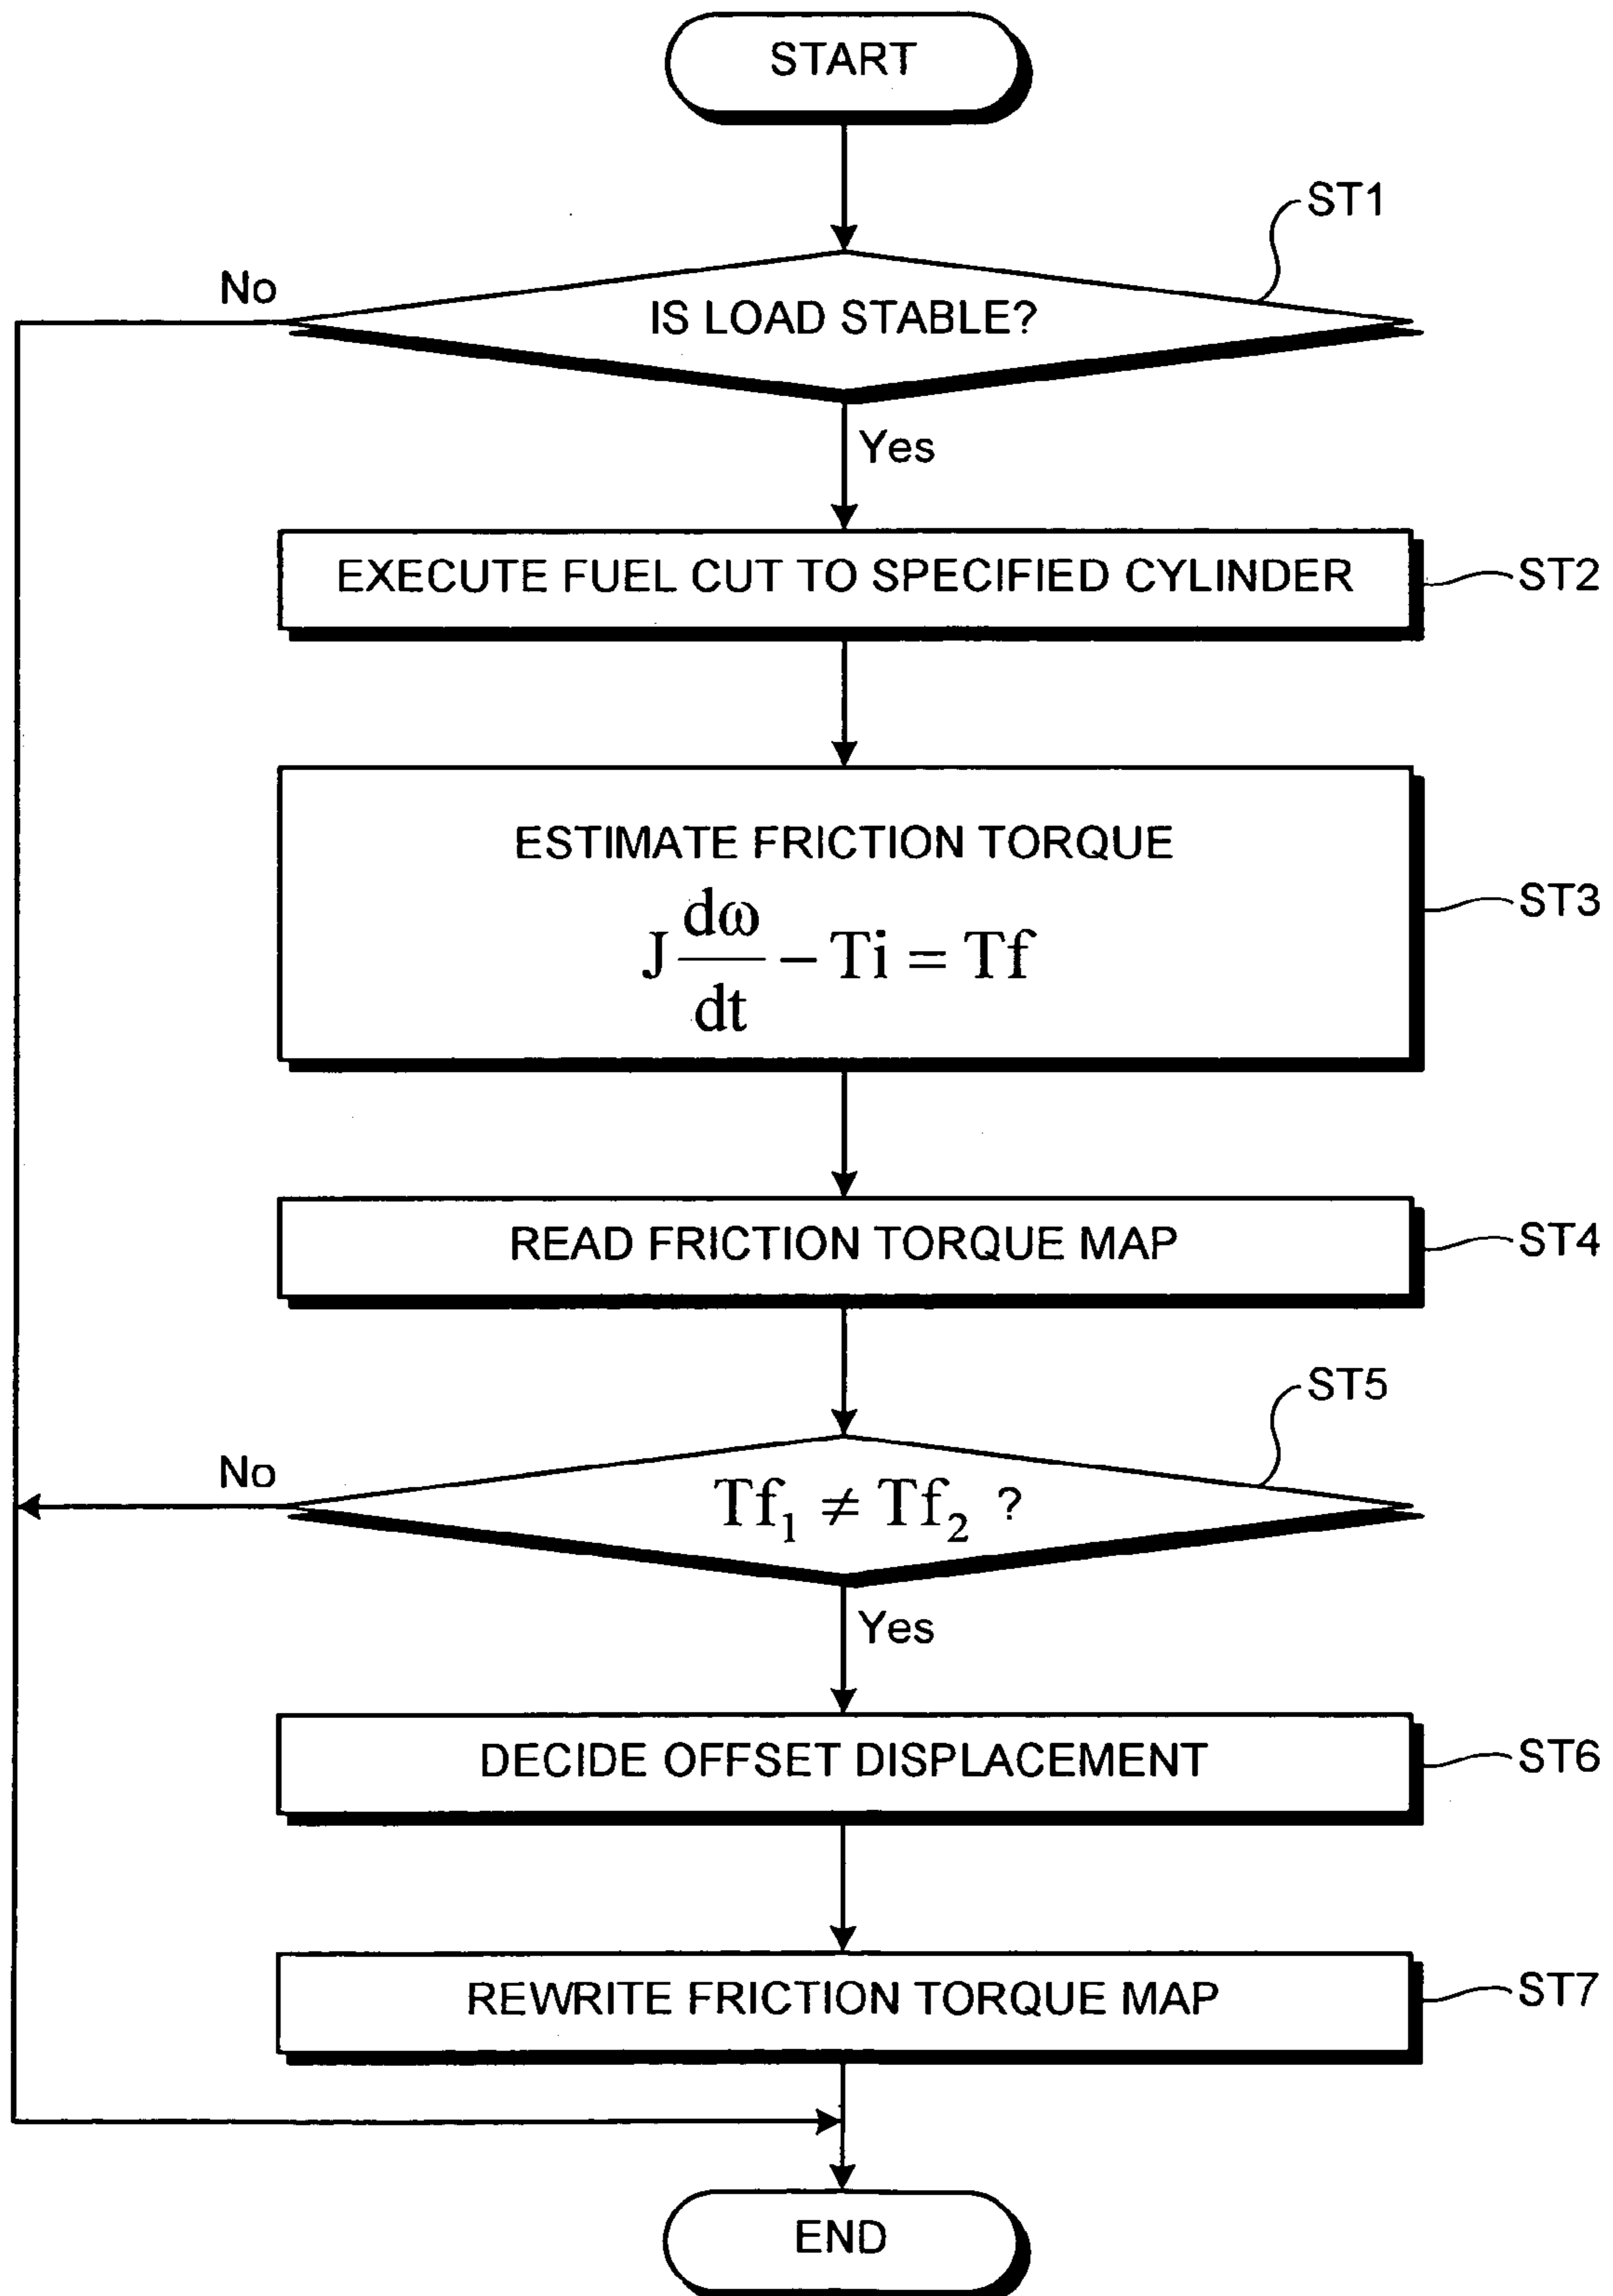 START
ST1
No
IS LOAD STABLE?
Yes
EXECUTE FUEL CUT TO SPECIFIED CYLINDER
ST2
ESTIMATE FRICTION TORQUE
J dω/dt − Ti = Tf
ST3
READ FRICTION TORQUE MAP
ST4
ST5
No
Tf₁ ≠ Tf₂ ?
Yes
DECIDE OFFSET DISPLACEMENT
ST6
REWRITE FRICTION TORQUE MAP
ST7
END